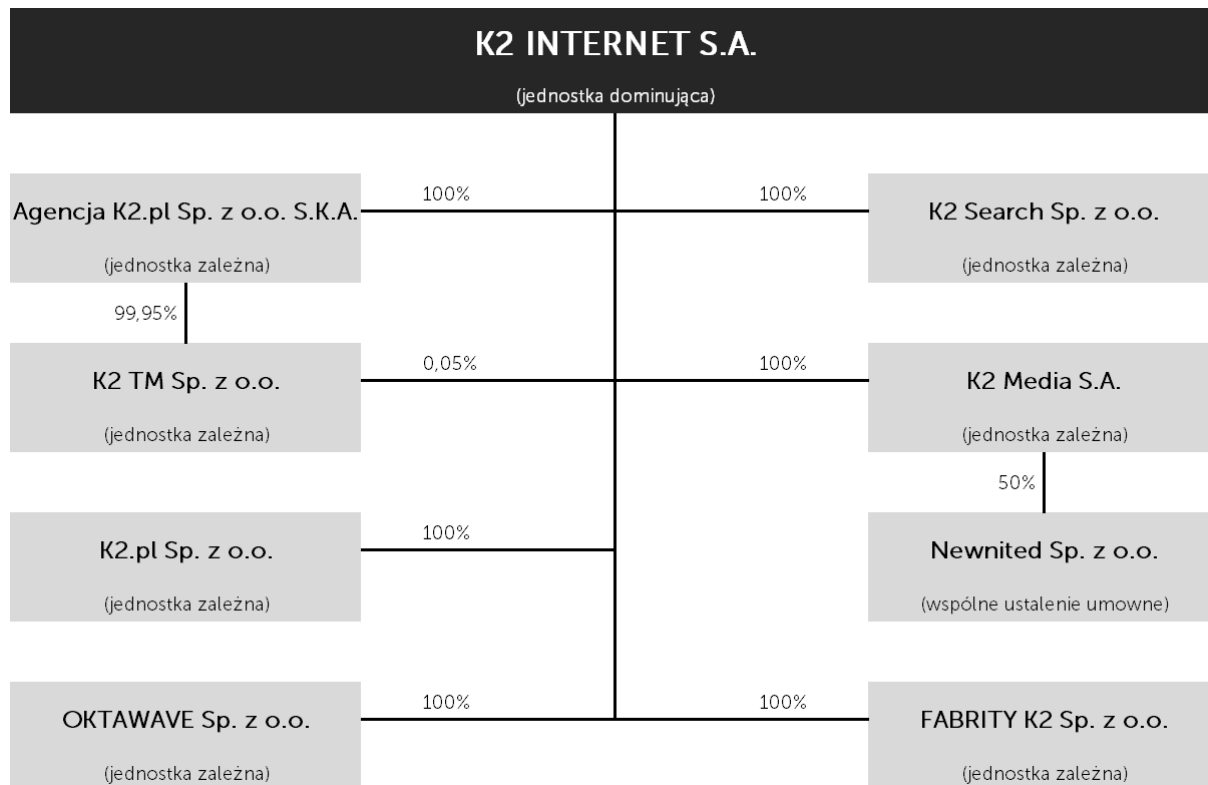 K2 INTERNET S.A.
(jednostka dominująca)
100%
100%
Agencja K2.pl Sp. z o.o. S.K.A.
(jednostka zależna)
K2 Search Sp. z o.o.
(jednostka zależna)
99,95%
0,05%
100%
K2 TM Sp. z o.o.
(jednostka zależna)
K2 Media S.A.
(jednostka zależna)
50%
100%
K2.pl Sp. z o.o.
(jednostka zależna)
Newnited Sp. z o.o.
(wspólne ustalenie umowne)
100%
100%
OKTAWAVE Sp. z o.o.
(jednostka zależna)
FABRITY K2 Sp. z o.o.
(jednostka zależna)